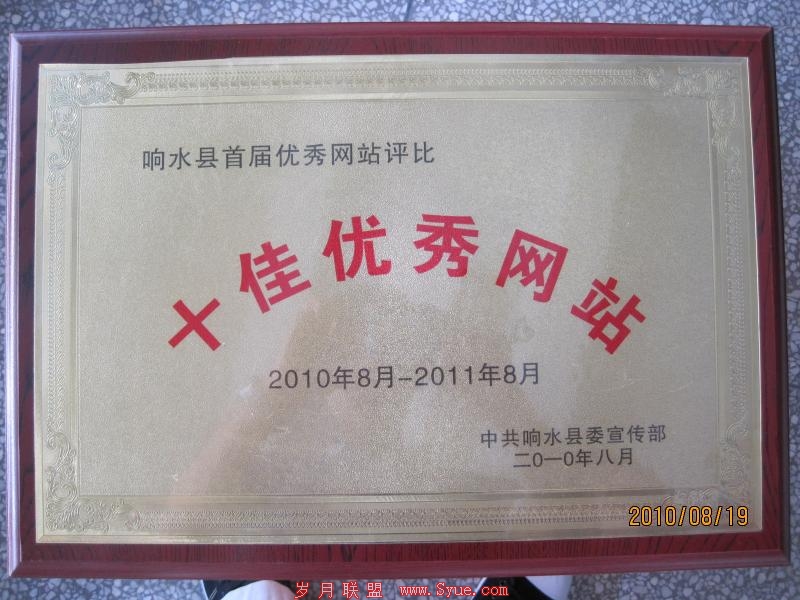 响水县首届优秀网站评比
十佳优秀网站
2010年8月-2011年8月
中共响水县委宣传部
二0一0年八月
2010/08/19
岁月联盟 www.Syue.com